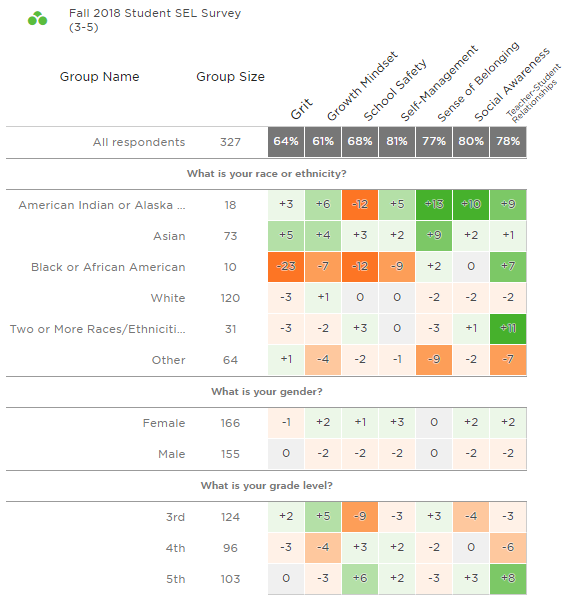 Fall 2018 Student SEL Survey
(3-5)
Group Name Group Size Grit Growth Mindset School Safety Self-Management Sense of Belonging Social Awareness Teacher-Student Relationships
All respondents 327 64% 61% 68% 81% 77% 80% 78%
What is your race or ethnicity?
American Indian or Alaska ... 18 +3 +6 -12 +5 +13 +10 +9
Asian 73 +5 +4 +3 +2 +9 +2 +1
Black or African American 10 -23 -7 -12 -9 +2 0 +7
White 120 -3 +1 0 0 -2 -2 -2
Two or More Races/Ethniciti... 31 -3 -2 +3 0 -3 +1 +11
Other 64 +1 -4 -2 -1 -9 -2 -7
What is your gender?
Female 166 -1 +2 +1 +3 0 +2 +2
Male 155 0 -2 -2 -2 0 -2 -2
What is your grade level?
3rd 124 +2 +5 -9 -3 +3 -4 -3
4th 96 -3 -4 +3 +2 -2 0 -6
5th 103 0 -3 +6 +2 -3 +3 +8